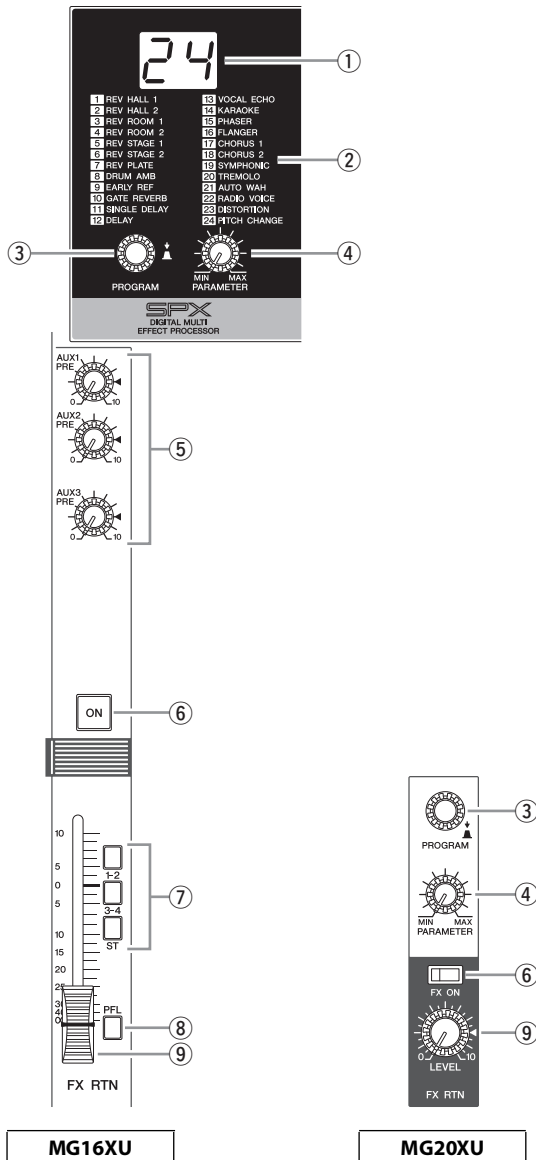 24
①
1 REV HALL 1
2 REV HALL 2
3 REV ROOM 1
4 REV ROOM 2
5 REV STAGE 1
6 REV STAGE 2
7 REV PLATE
8 DRUM AMB
9 EARLY REF
10 GATE REVERB
11 SINGLE DELAY
12 DELAY
13 VOCAL ECHO
14 KARAOKE
15 PHASER
16 FLANGER
17 CHORUS 1
18 CHORUS 2
19 SYMPHONIC
20 TREMOLO
21 AUTO WAH
22 RADIO VOICE
23 DISTORTION
24 PITCH CHANGE
②
③
④
MIN MAX
PROGRAM PARAMETER
SPX
DIGITAL MULTI
EFFECT PROCESSOR
AUX1
PRE
0 10
AUX2
PRE
0 10
⑤
AUX3
PRE
0 10
ON ⑥
10
5
1-2
0
5
3-4
⑦
10
ST
15
20
25
30
40
∞
PFL
⑧
⑨
FX RTN
MG16XU
③
PROGRAM
④
MIN MAX
PARAMETER
⑥
FX ON
⑨
0 10
LEVEL
FX RTN
MG20XU